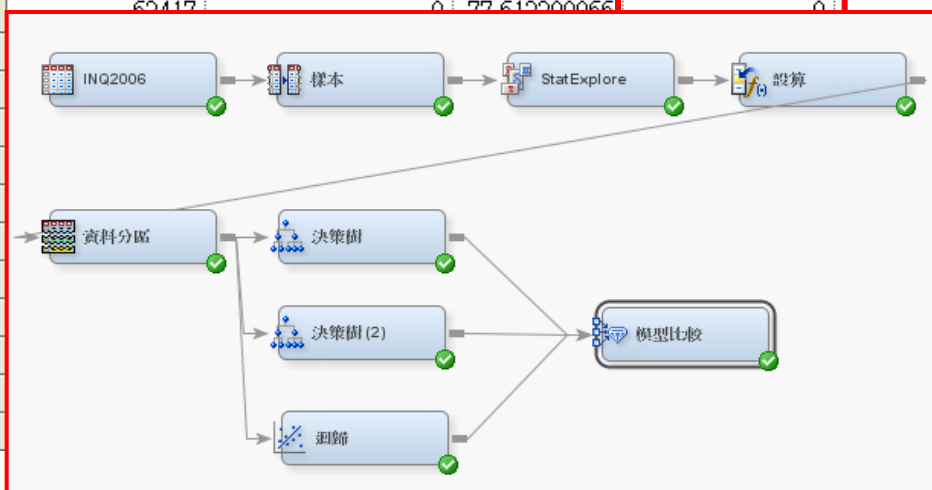 INQ2006
樣本
StatExplore
設算
資料分區
決策樹
決策樹 (2)
模型比較
迴歸